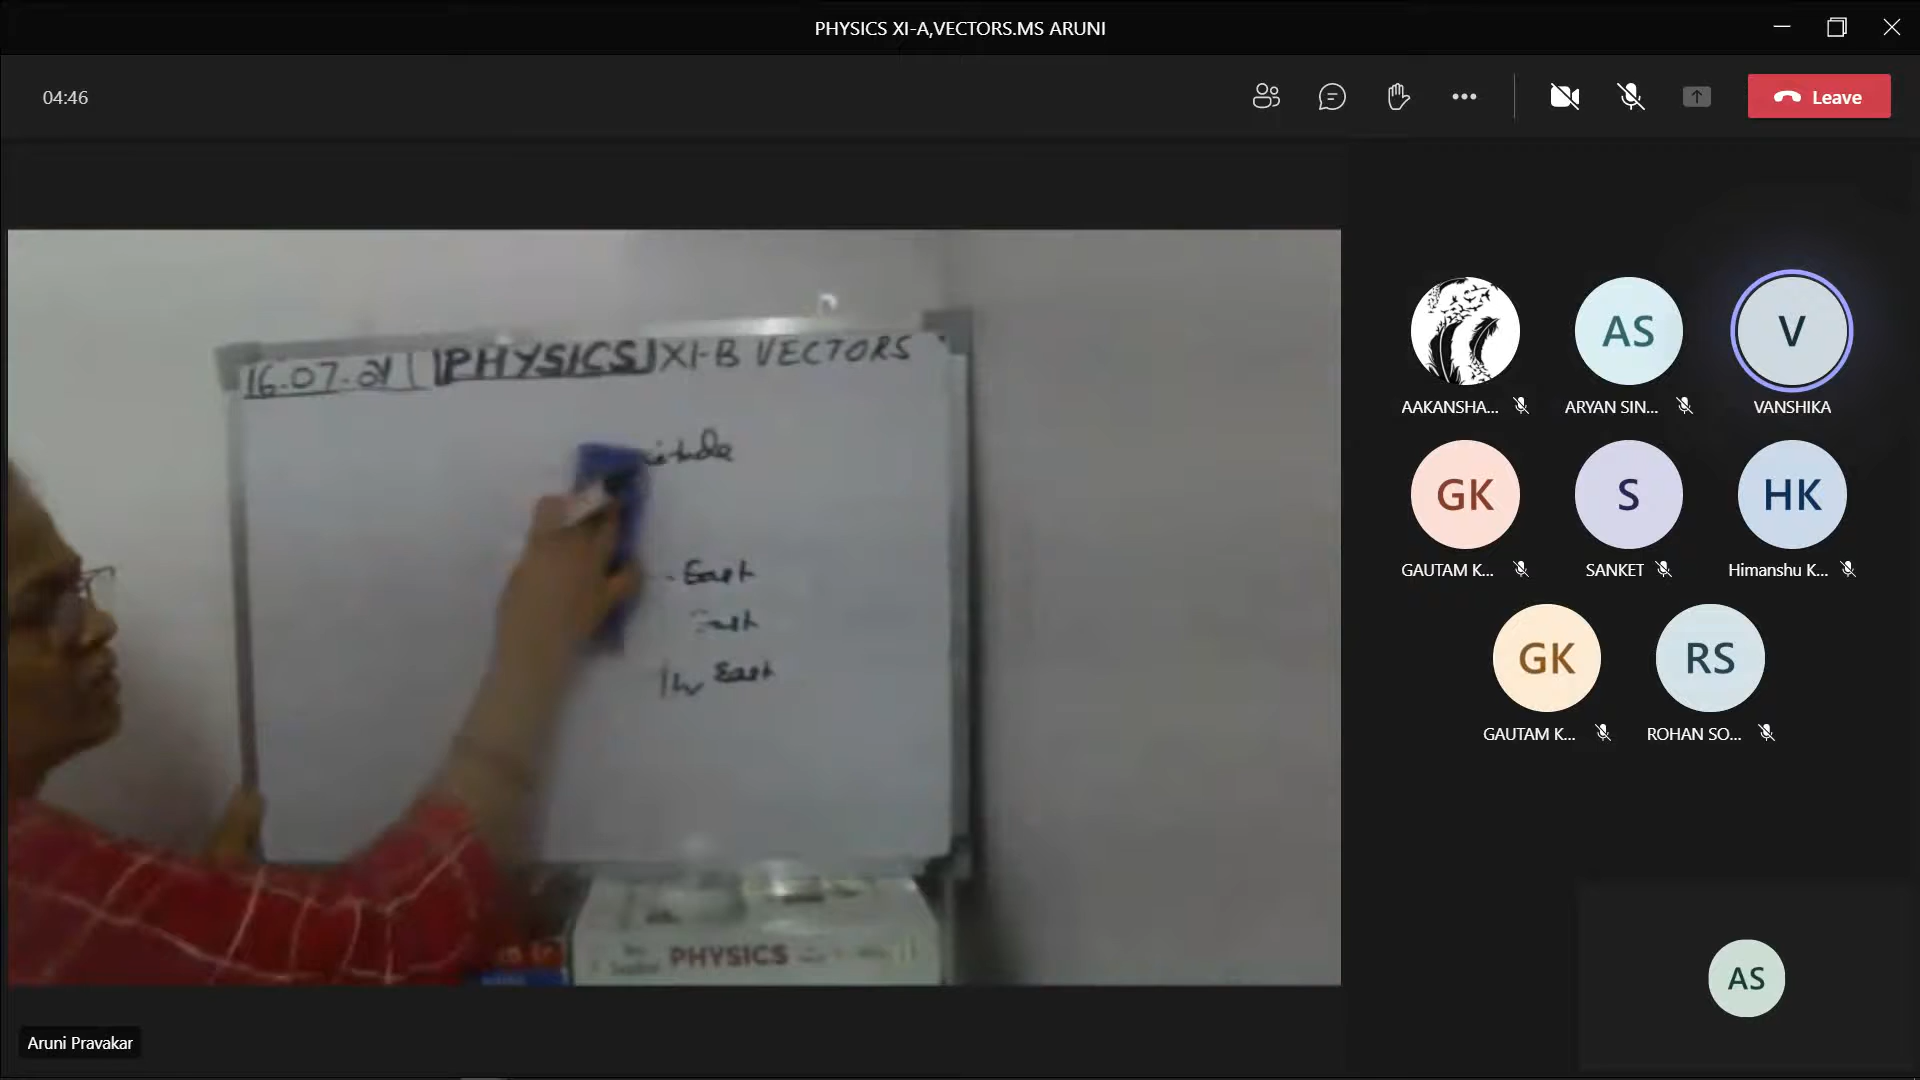 PHYSICS XI-A,VECTORS.MS ARUNI
04:46
Leave
16.07.21 PHYSICS XI-B VECTORS
East
East
PHYSICS
AAKANSHA...
ARYAN SIN...
VANSHIKA
GAUTAM K...
SANKET
Himanshu K...
GAUTAM K...
ROHAN SO...
AS
V
GK
S
HK
GK
RS
AS
Aruni Pravakar